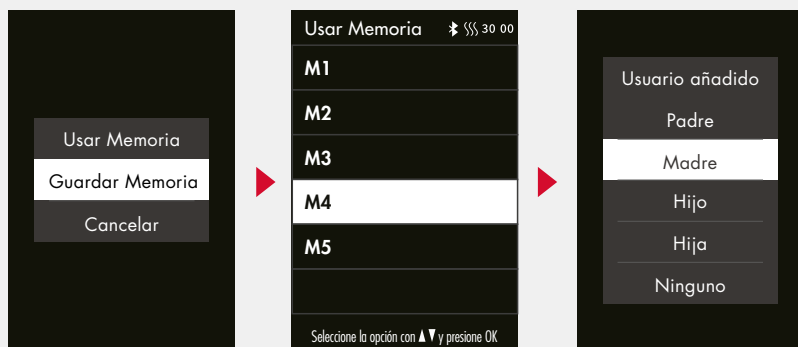 Usar Memoria
Guardar Memoria
Cancelar
Usar Memoria 30 00
M1
M2
M3
M4
M5
Seleccione la opción con ▲▼ y presione OK
Usuario añadido
Padre
Madre
Hijo
Hija
Ninguno